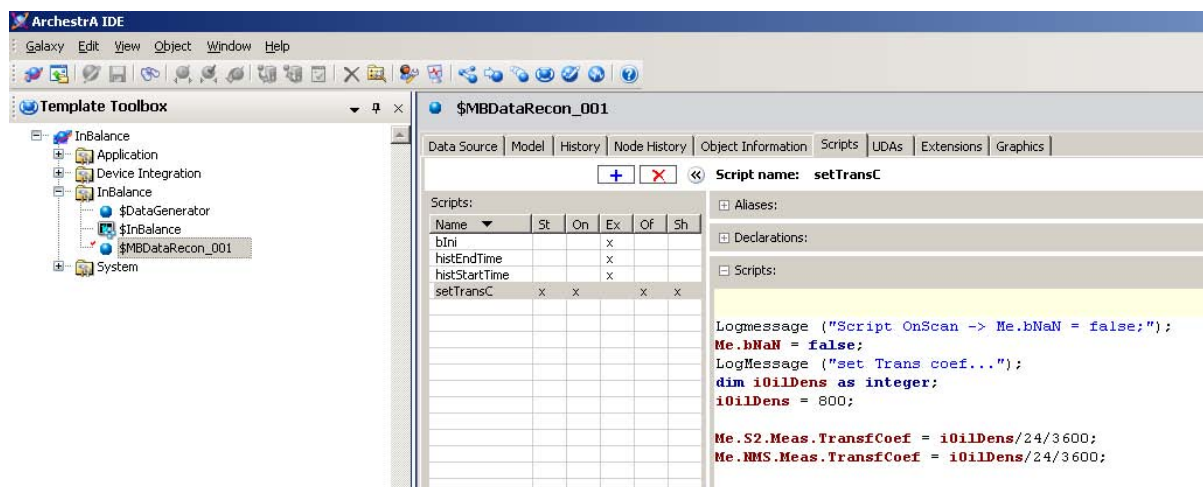 ArchestrA IDE
Galaxy Edit View Object Window Help
Template Toolbox
InBalance
Application
Device Integration
InBalance
$DataGenerator
$InBalance
$MBDataRecon_001
System
$MBDataRecon_001
Data Source Model History Node History Object Information Scripts UDAs Extensions Graphics
Script name: setTransC
Scripts:
Name St On Ex Of Sh
bIni x
histEndTime x
histStartTime x
setTransC x x x x
Aliases:
Declarations:
Scripts:
Logmessage ("Script OnScan -> Me.bNaN = false;");
Me.bNaN = false;
LogMessage ("set Trans coef...");
dim iOilDens as integer;
iOilDens = 800;
Me.S2.Meas.TransfCoef = iOilDens/24/3600;
Me.NMS.Meas.TransfCoef = iOilDens/24/3600;